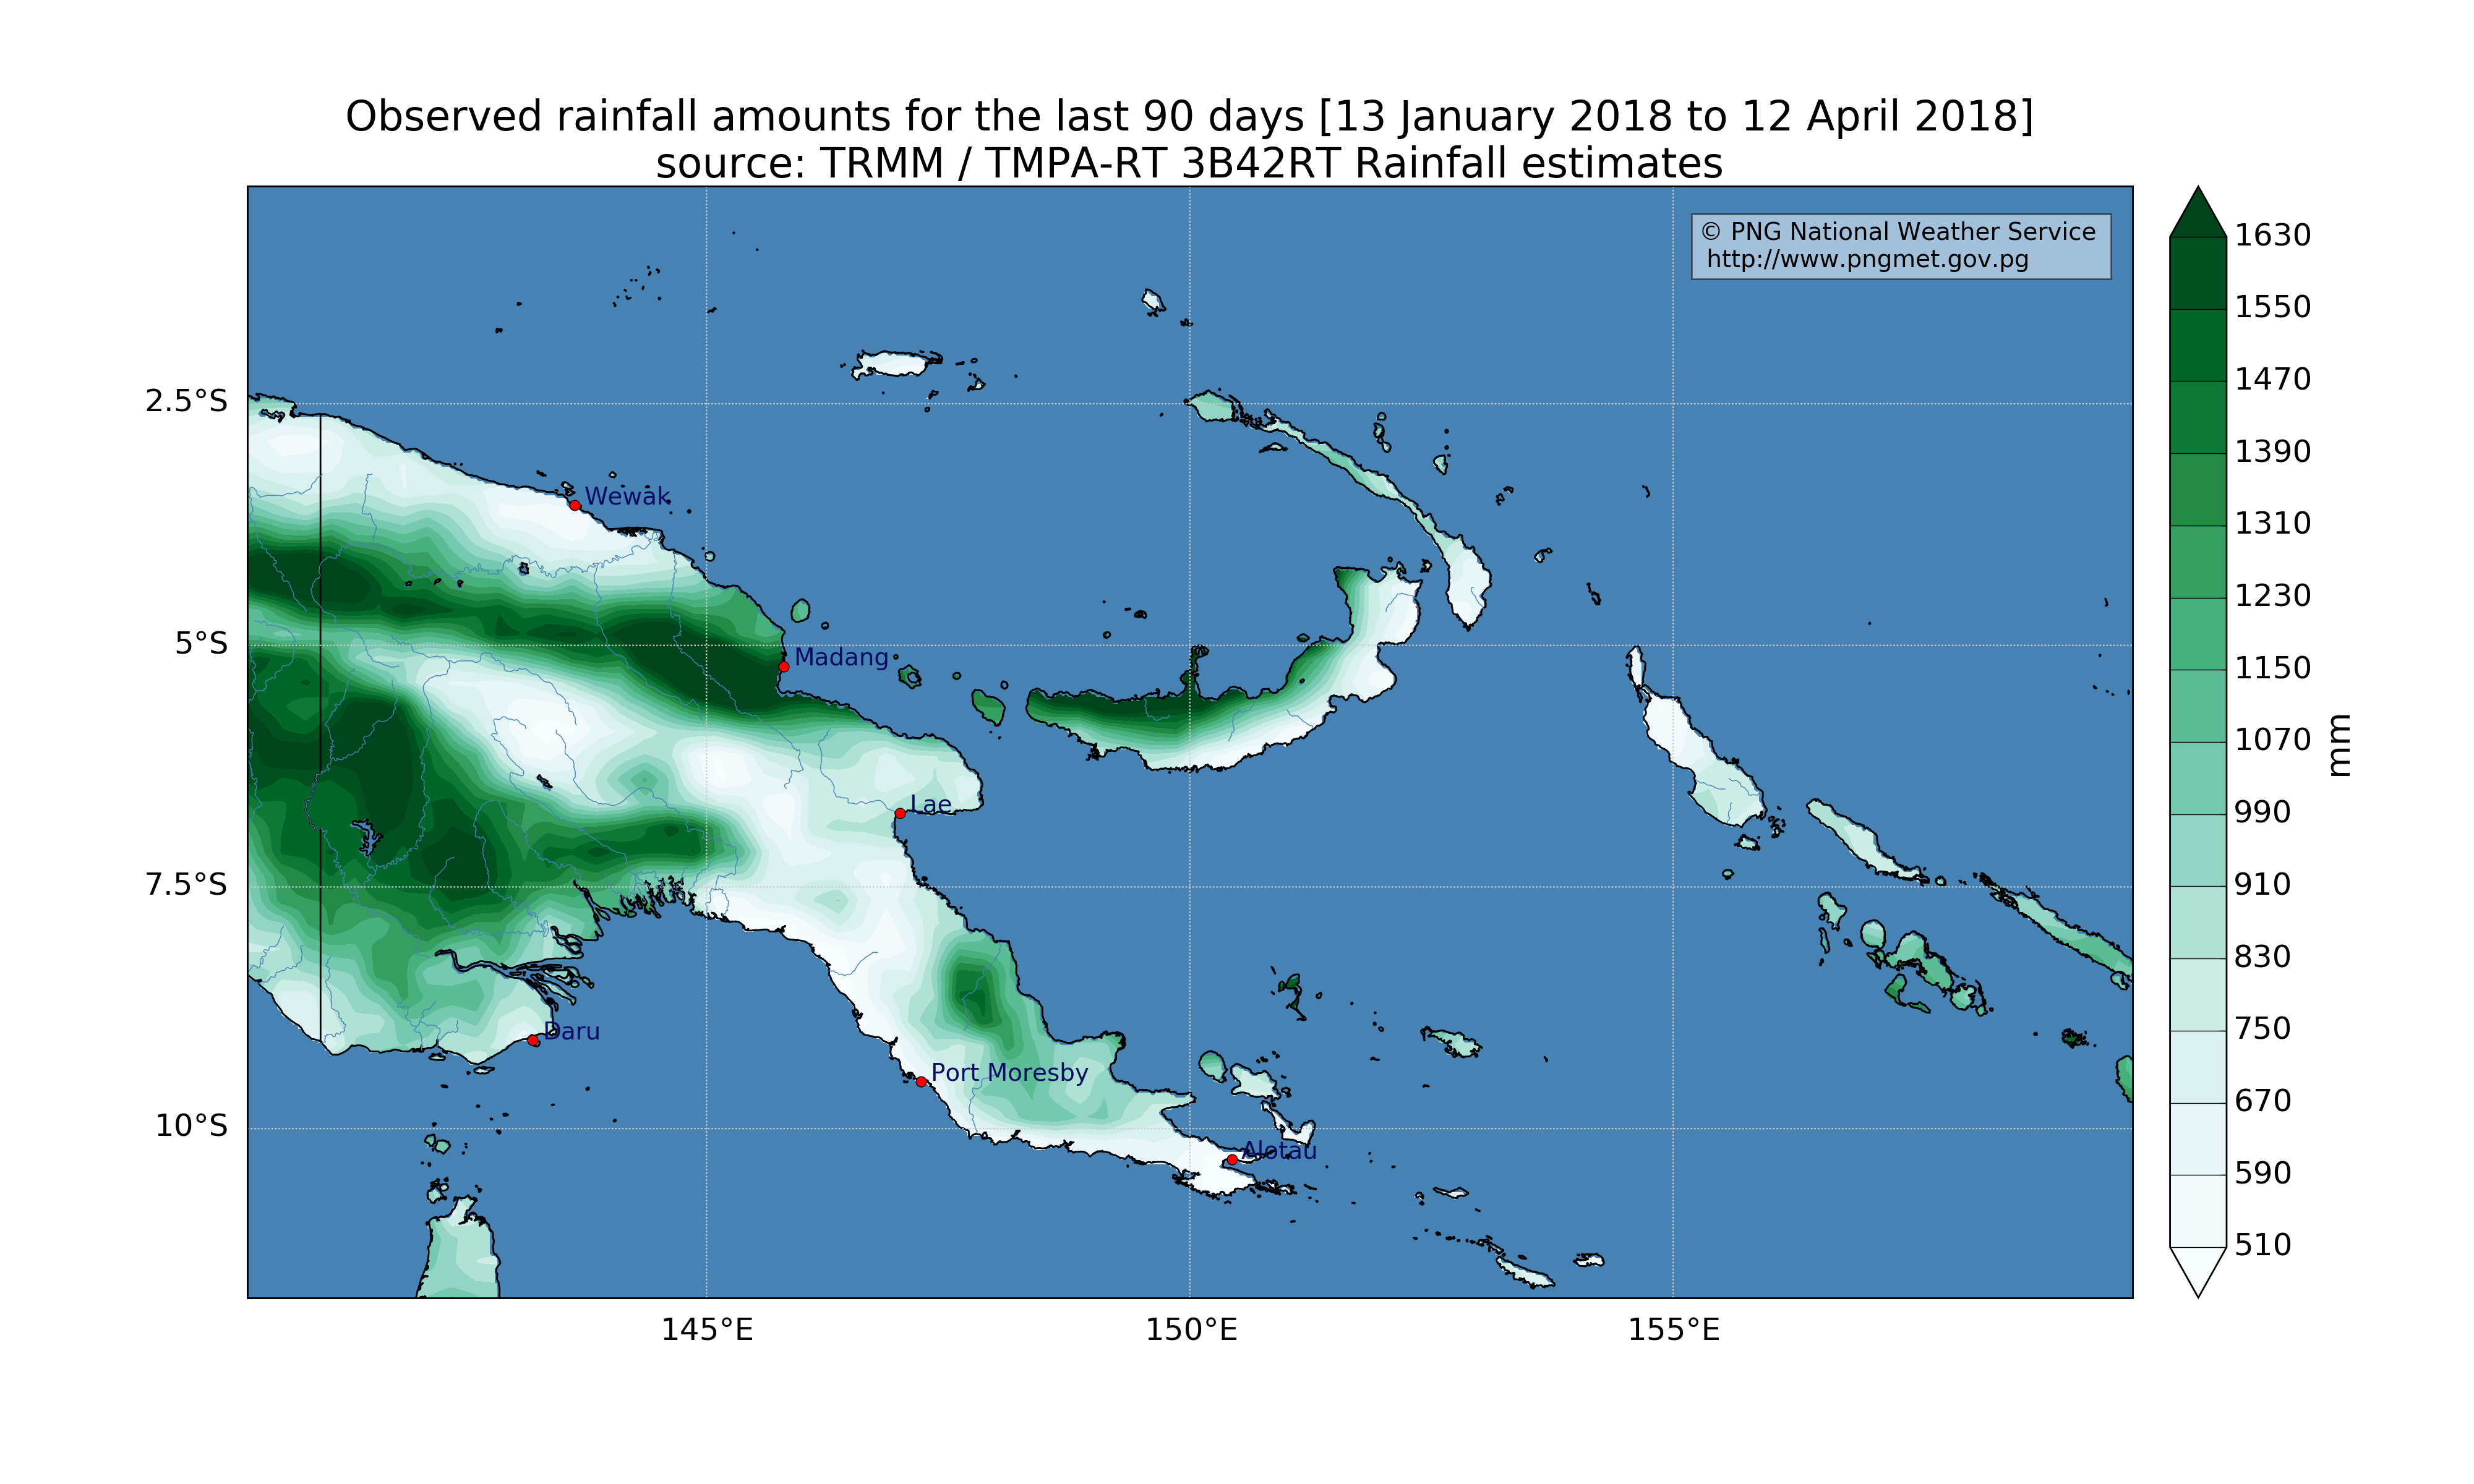 Observed rainfall amounts for the last 90 days [13 January 2018 to 12 April 2018]
source: TRMM / TMPA-RT 3B42RT Rainfall estimates
© PNG National Weather Service
http://www.pngmet.gov.pg
2.5°S
5°S
7.5°S
10°S
145°E
150°E
155°E
Wewak
Madang
Lae
Daru
Port Moresby
Alotau
1630
1550
1470
1390
1310
1230
1150
1070
990
910
830
750
670
590
510
mm